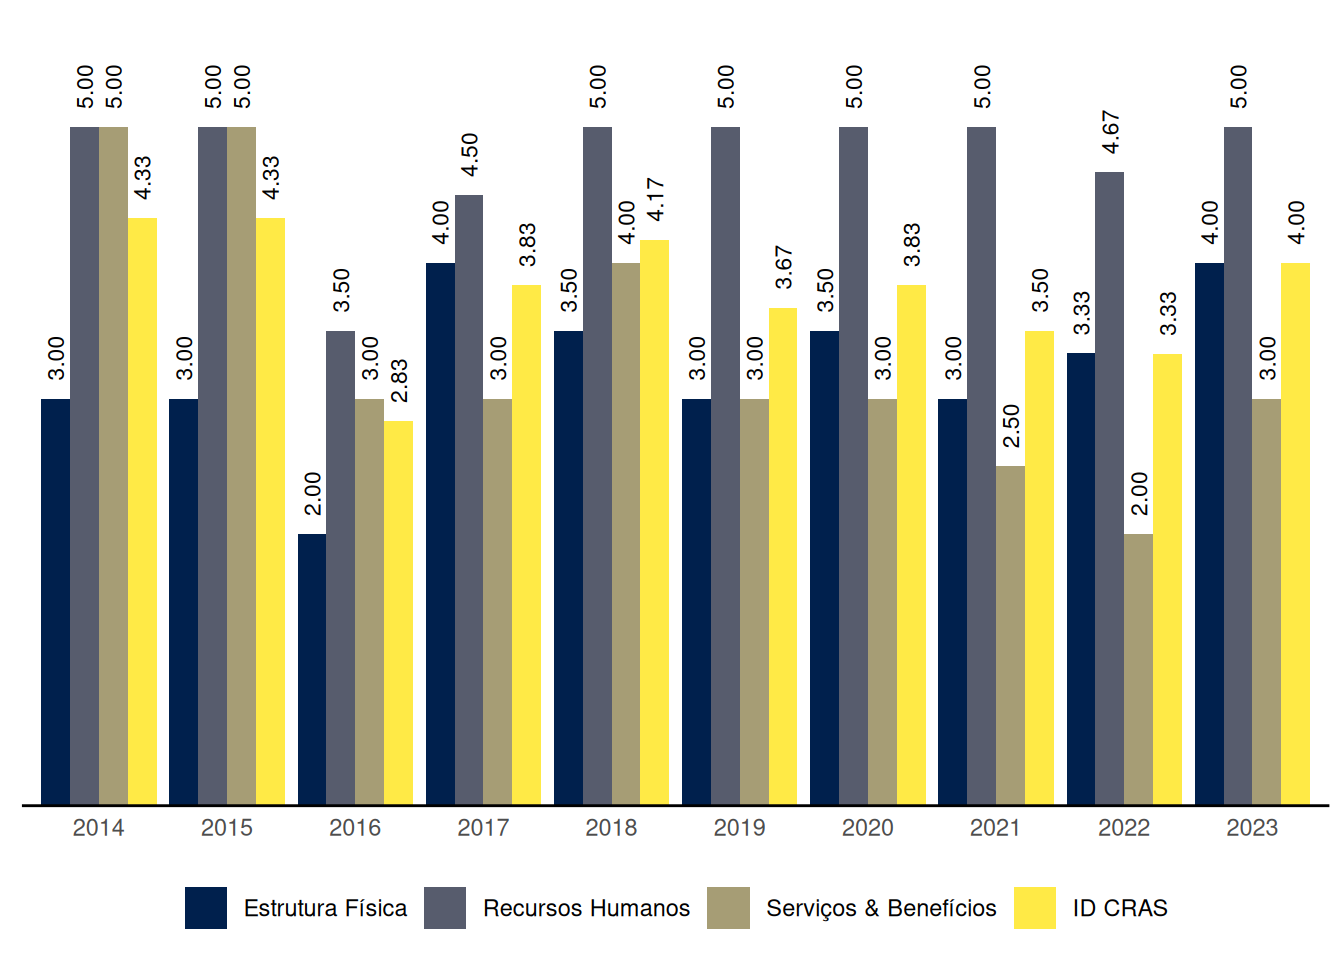 5.00 5.00 5.00 5.00 5.00 5.00 5.00 5.00 5.00
4.67
4.50
4.33 4.33
4.17
4.00 4.00 4.00 4.00
3.83 3.83
3.67
3.50 3.50 3.50 3.50
3.33 3.33
3.00 3.00 3.00 3.00 3.00 3.00 3.00 3.00 3.00
2.83
2.50
2.00 2.00
2014 2015 2016 2017 2018 2019 2020 2021 2022 2023
Estrutura Física Recursos Humanos Serviços & Benefícios ID CRAS